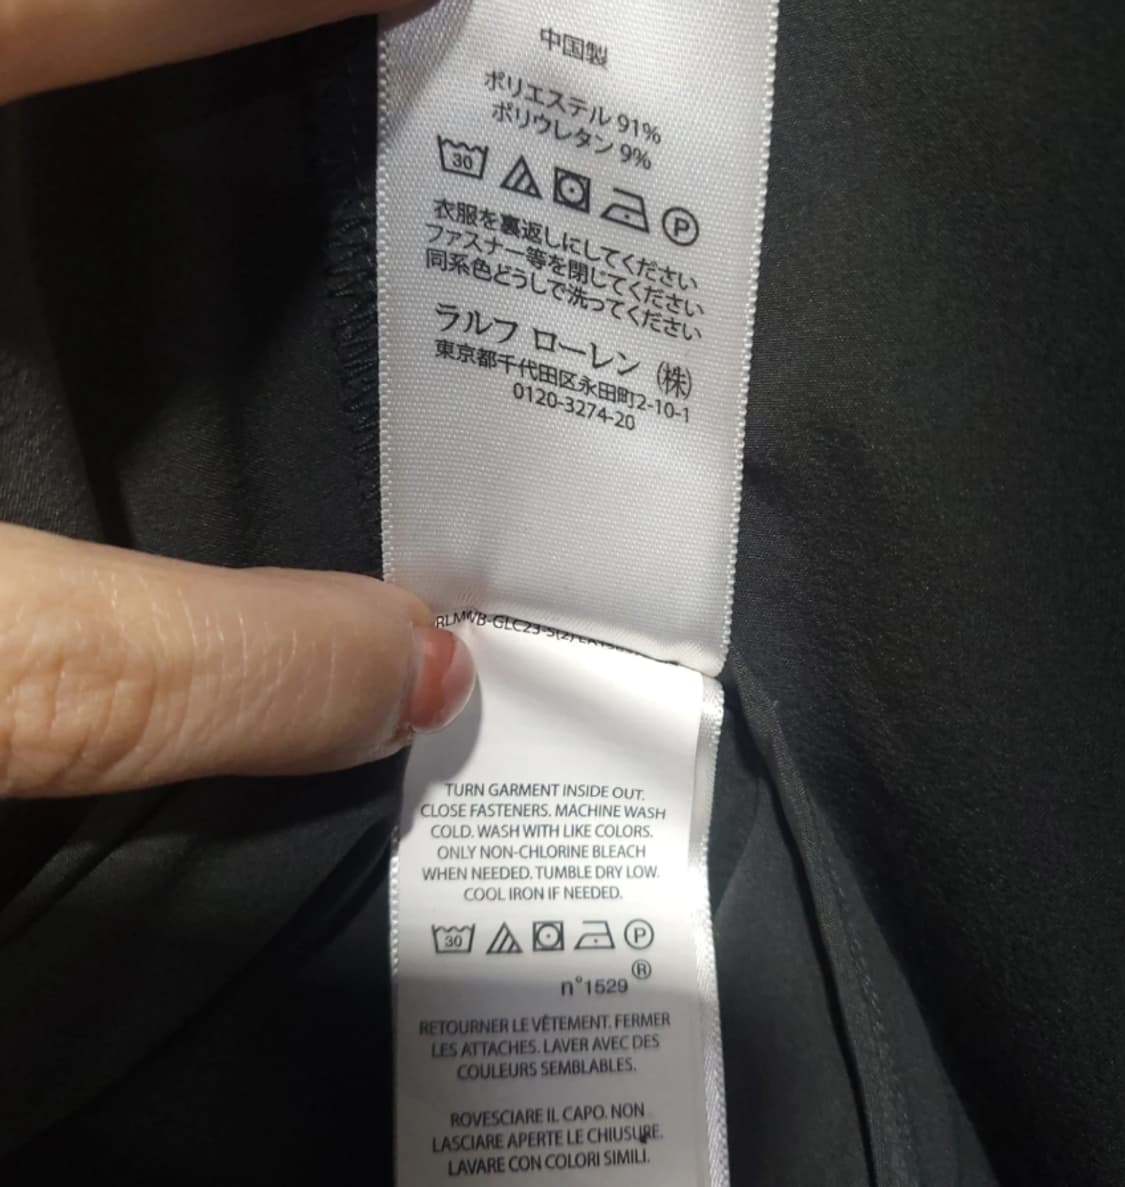 中国製
ポリエステル 91%
ポリウレタン 9%
30
P
衣服を裏返しにしてください
ファスナー等を閉じてください
同系色どうしで洗ってください
ラルフ ローレン (株)
東京都千代田区永田町2-10-1
0120-3274-20
RLMWB-GLC23-S(2)
TURN GARMENT INSIDE OUT.
CLOSE FASTENERS. MACHINE WASH
COLD. WASH WITH LIKE COLORS.
ONLY NON-CHLORINE BLEACH
WHEN NEEDED. TUMBLE DRY LOW.
COOL IRON IF NEEDED.
30 P
®
n°1529
RETOURNER LE VÊTEMENT. FERMER
LES ATTACHES. LAVER AVEC DES
COULEURS SEMBLABLES.
ROVESCIARE IL CAPO. NON
LASCIARE APERTE LE CHIUSURE.
LAVARE CON COLORI SIMILI.